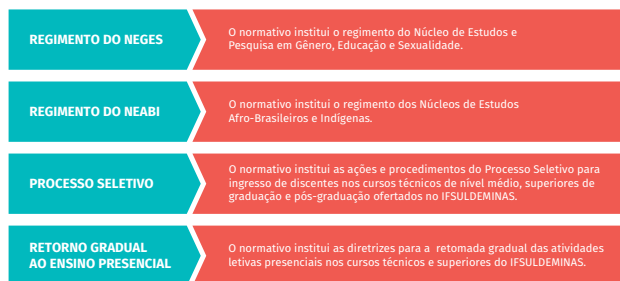 REGIMENTO DO NEGES
O normativo institui o regimento do Núcleo de Estudos e
Pesquisa em Gênero, Educação e Sexualidade.
REGIMENTO DO NEABI
O normativo institui o regimento dos Núcleos de Estudos
Afro-Brasileiros e Indígenas.
PROCESSO SELETIVO
O normativo institui as ações e procedimentos do Processo Seletivo para
ingresso de discentes nos cursos técnicos de nível médio, superiores de
graduação e pós-graduação ofertados no IFSULDEMINAS.
RETORNO GRADUAL
AO ENSINO PRESENCIAL
O normativo institui as diretrizes para a retomada gradual das atividades
letivas presenciais nos cursos técnicos e superiores do IFSULDEMINAS.